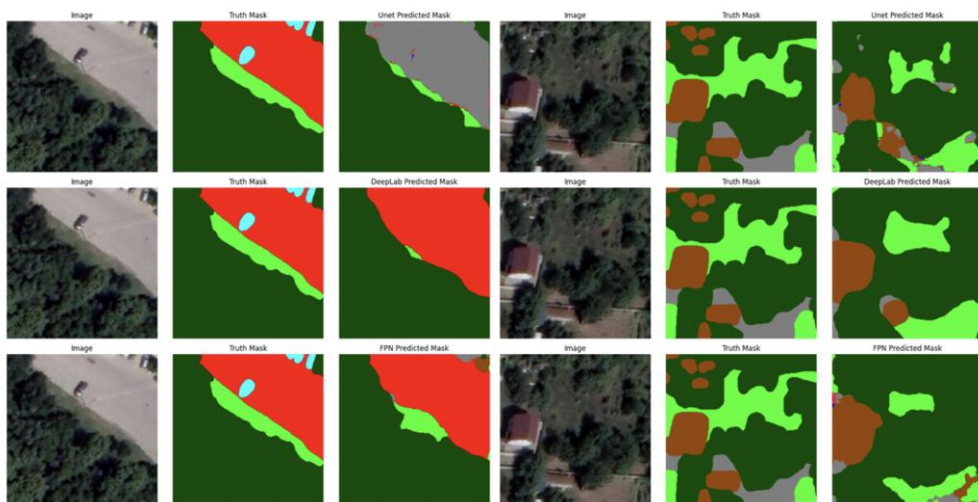 Image Truth Mask Unet Predicted Mask Image Truth Mask Unet Predicted Mask
Image Truth Mask DeepLab Predicted Mask Image Truth Mask DeepLab Predicted Mask
Image Truth Mask FPN Predicted Mask Image Truth Mask FPN Predicted Mask